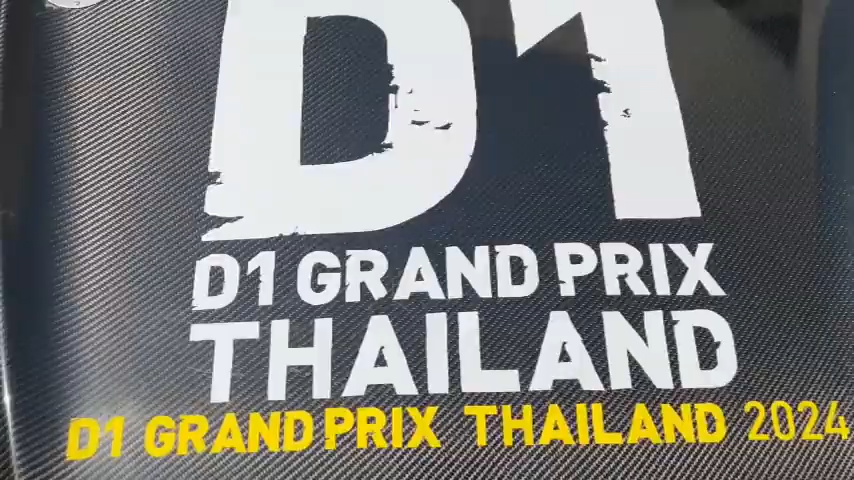 D1
D1 GRAND PRIX
THAILAND
D1 GRAND PRIX THAILAND 2024